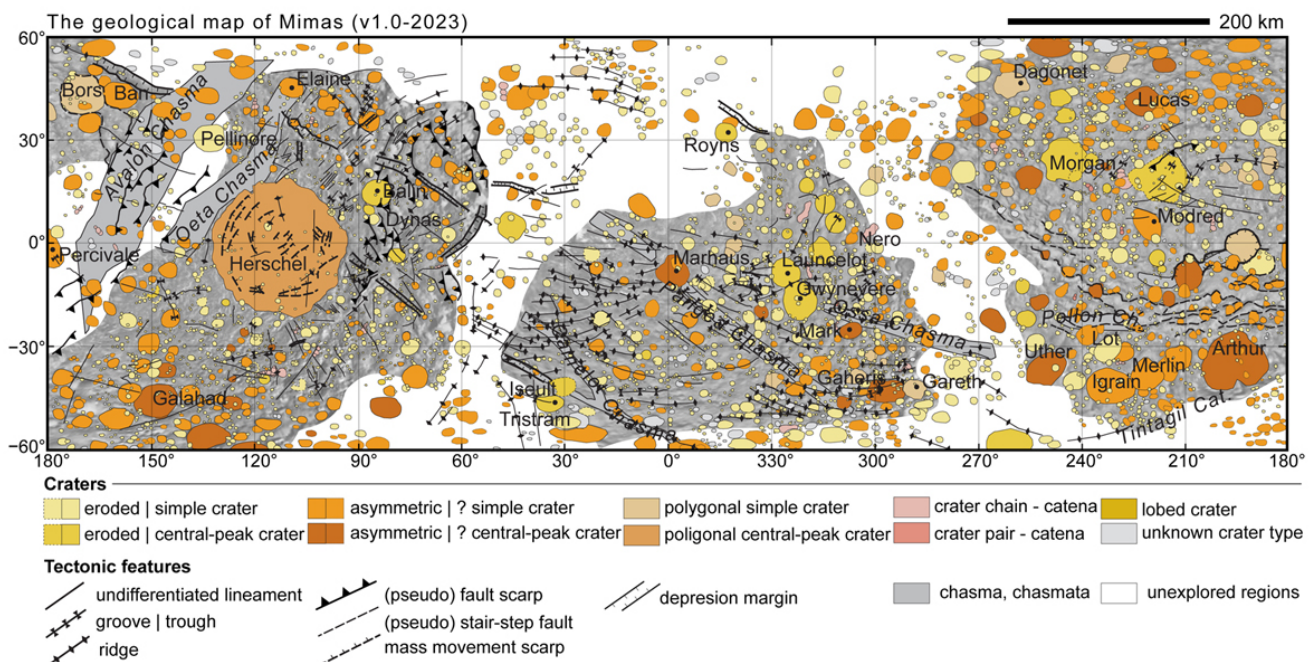 The geological map of Mimas (v1.0-2023)
200 km
60°
30°
0°
−30°
−60°
Bors
Ban
Elaine
Avalon Chasma
Pellinore
Oeta Chasma
Balin
Dynas
Percivale
Herschel
Galahad
Royns
Dagonet
Lucas
Morgan
Modred
Nero
Marhaus
Launcelot
Gwynevere
Pangea Chasma
Ossa Chasma
Mark
Pellon Ch.
Lot
Uther
Merlin
Arthur
Igrain
Iseult
Tristram
Chasma
Gaheris
Gareth
Tintagil Cat.
180 150 120 90 60° 30° 0° 330° 300° 270 240 210 180°
Craters
eroded | simple crater
asymmetric | ? simple crater
polygonal simple crater
crater chain - catena
lobed crater
eroded | central-peak crater
asymmetric | ? central-peak crater
poligonal central-peak crater
crater pair - catena
unknown crater type
Tectonic features
undifferentiated lineament
(pseudo) fault scarp
depresion margin
chasma, chasmata
unexplored regions
groove | trough
(pseudo) stair-step fault
ridge
mass movement scarp